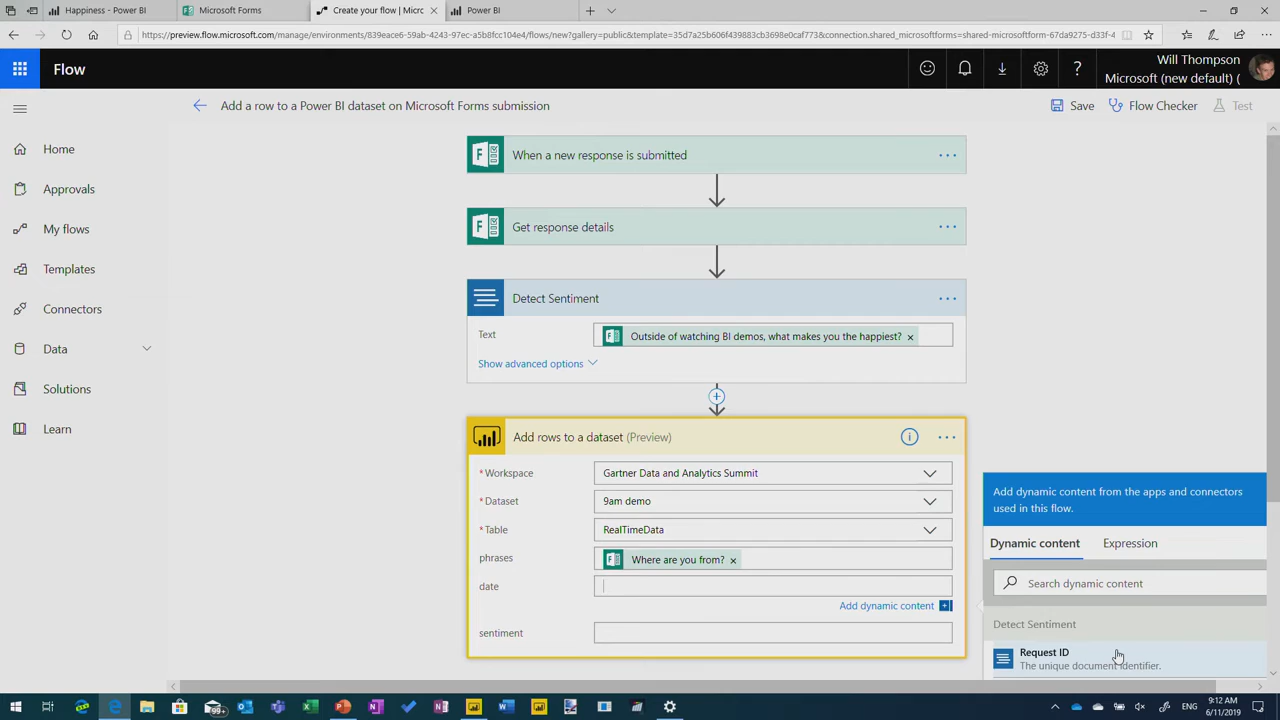 Happiness - Power BI
Microsoft Forms
Create your flow | Micrc
Power BI
https://preview.flow.microsoft.com/manage/environments/839eace6-59ab-4243-97ec-a5b8fcc104e4/flows/new?gallery=public&template=35d7a25b606f439883cb3698e0caf773&connection.shared_microsoftforms=shared-microsoftform-67da9275-d33f-4
Flow
Will Thompson
Microsoft (new default) (
Add a row to a Power BI dataset on Microsoft Forms submission
Save
Flow Checker
Test
Home
Approvals
My flows
Templates
Connectors
Data
Solutions
Learn
When a new response is submitted
Get response details
Detect Sentiment
Text
Outside of watching BI demos, what makes you the happiest? ×
Show advanced options
Add rows to a dataset (Preview)
* Workspace
Gartner Data and Analytics Summit
* Dataset
9am demo
* Table
RealTimeData
phrases
Where are you from? ×
date
Add dynamic content
sentiment
Add dynamic content from the apps and connectors
used in this flow.
Dynamic content
Expression
Search dynamic content
Detect Sentiment
Request ID
The unique document identifier.
99+
ENG
9:12 AM
6/11/2019